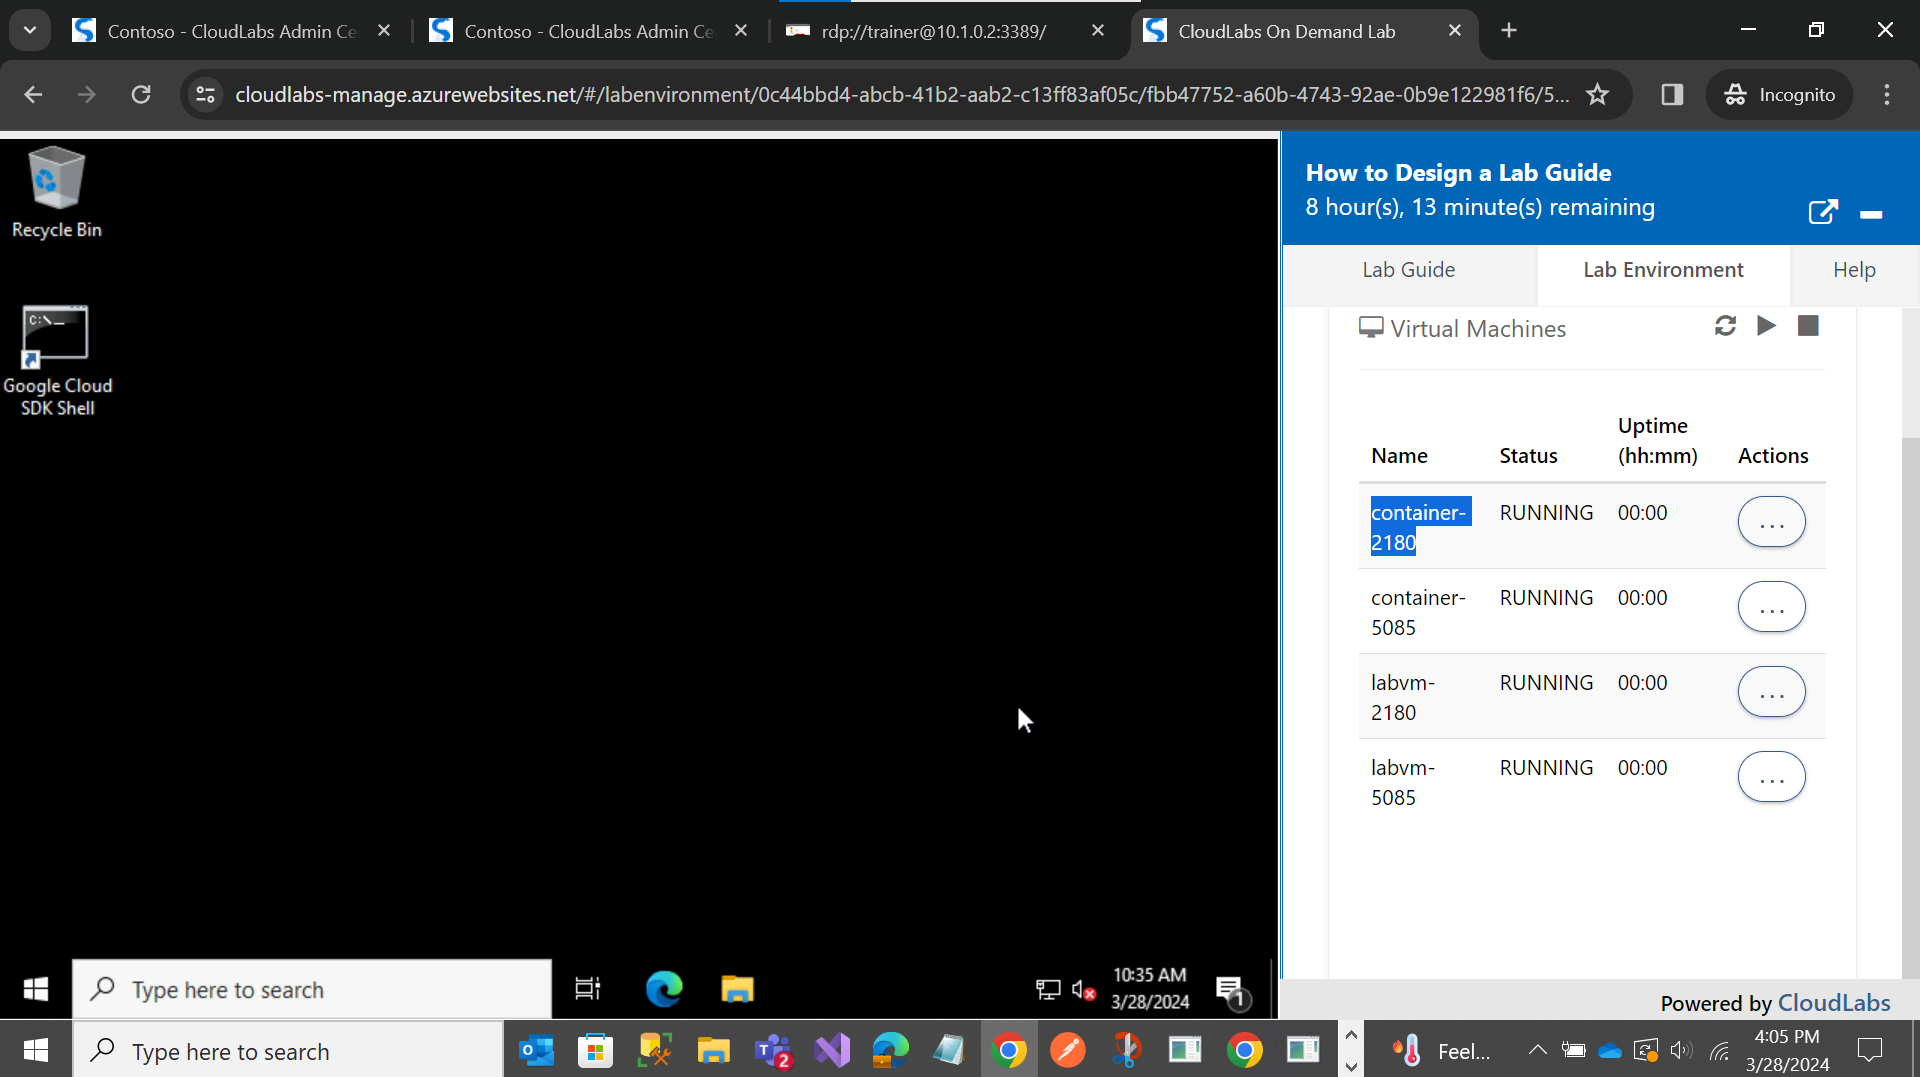 Contoso - CloudLabs Admin Ce
Contoso - CloudLabs Admin Ce
rdp://trainer@10.1.0.2:3389/
CloudLabs On Demand Lab
cloudlabs-manage.azurewebsites.net/#/labenvironment/0c44bbd4-abcb-41b2-aab2-c13ff83af05c/fbb47752-a60b-4743-92ae-0b9e122981f6/5...
Incognito
Recycle Bin
C:\_
Google Cloud
SDK Shell
How to Design a Lab Guide
8 hour(s), 13 minute(s) remaining
Lab Guide
Lab Environment
Help
Virtual Machines
Uptime
Name Status (hh:mm) Actions
container- RUNNING 00:00 ...
2180
container- RUNNING 00:00 ...
5085
labvm- RUNNING 00:00 ...
2180
labvm- RUNNING 00:00 ...
5085
Type here to search
10:35 AM
3/28/2024
1
Powered by CloudLabs
Type here to search
2
Feel...
4:05 PM
3/28/2024